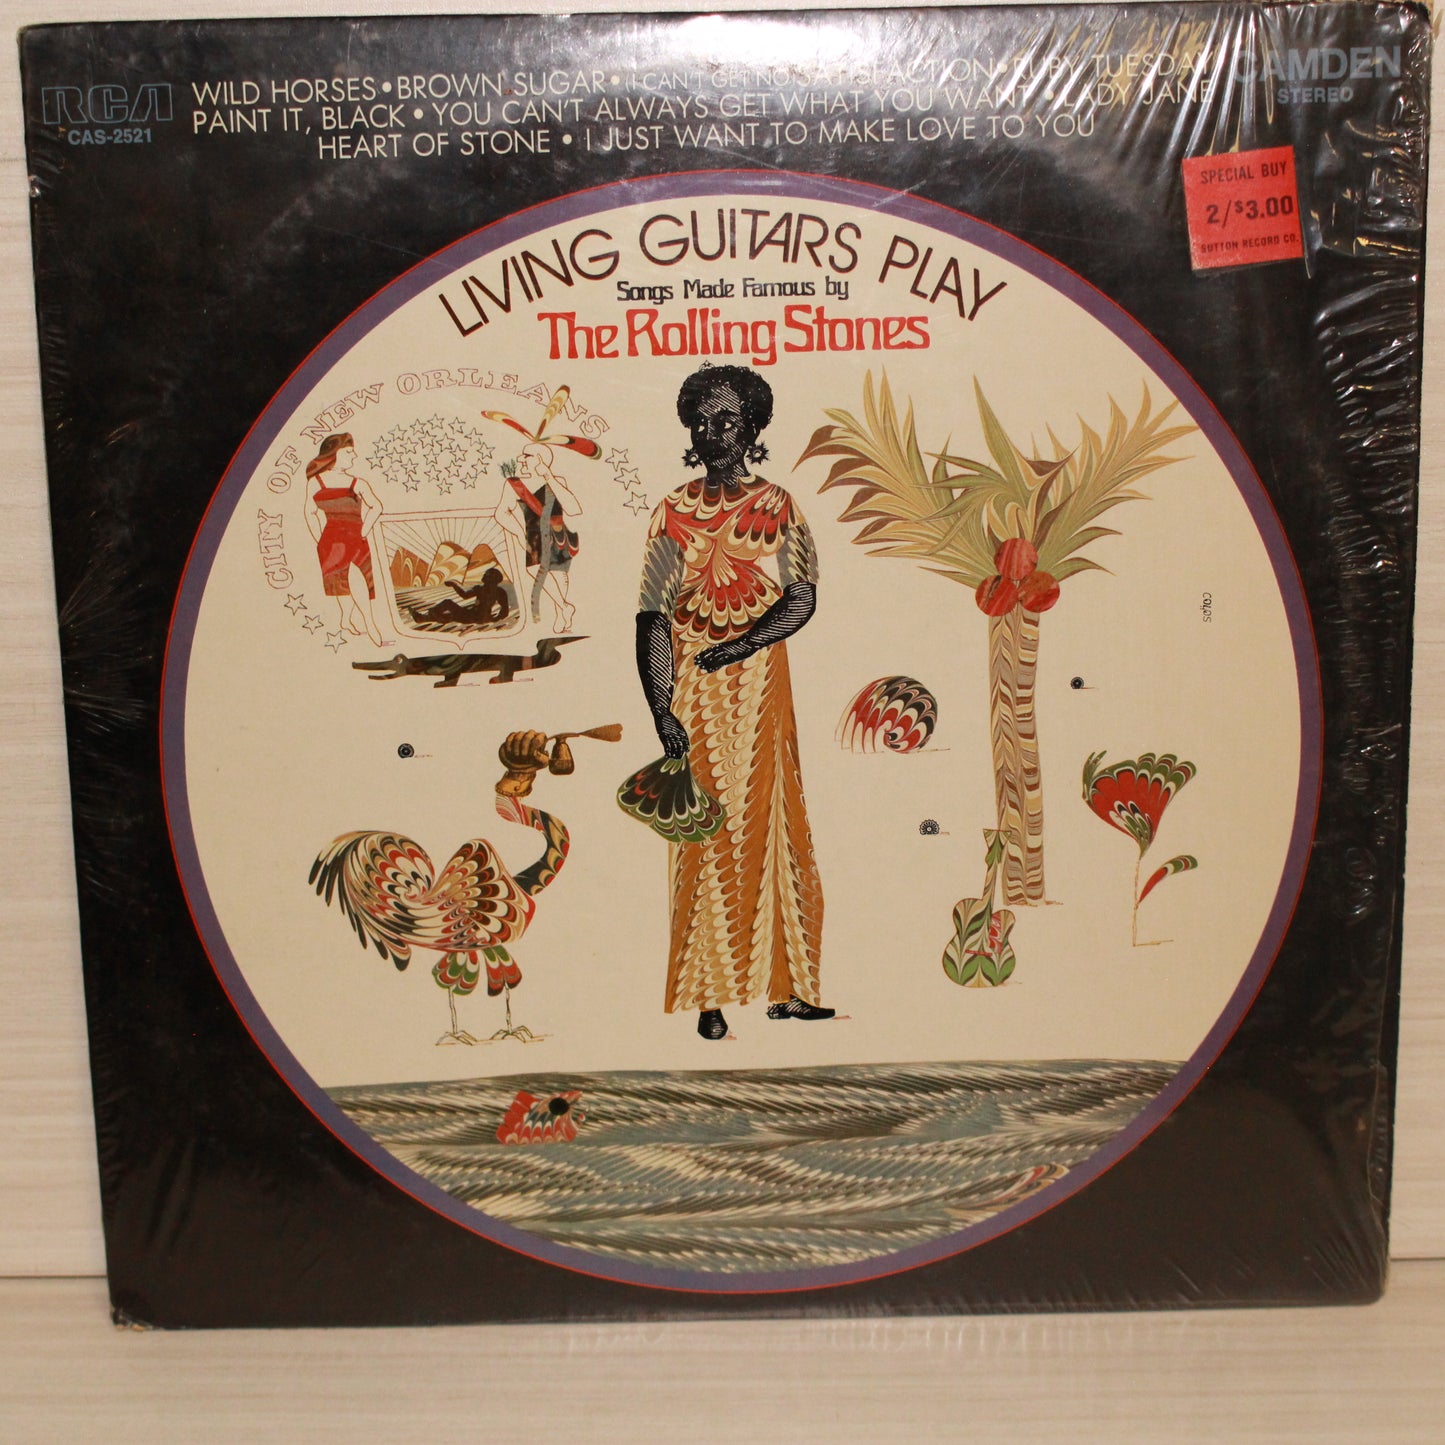 RCA
CAS-2521
WILD HORSES • BROWN SUGAR • (I CAN'T GET NO) SATISFACTION • RUBY TUESDAY
PAINT IT, BLACK • YOU CAN'T ALWAYS GET WHAT YOU WANT • LADY JANE
HEART OF STONE • I JUST WANT TO MAKE LOVE TO YOU
CAMDEN
STEREO
SPECIAL BUY
2/$3.00
SUTTON RECORD CO.
LIVING GUITARS PLAY
Songs Made Famous by
The Rolling Stones
CITY OF NEW ORLEANS